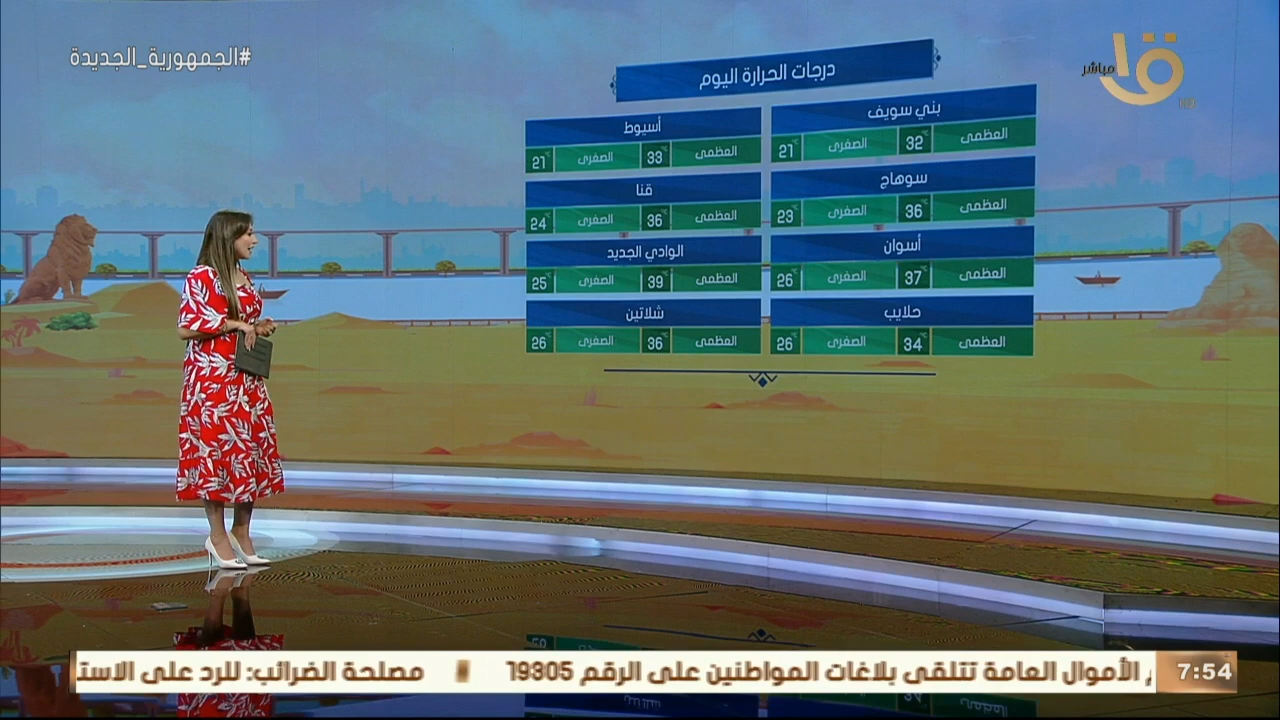 #الجمهورية_الجديدة
مباشر
درجات الحرارة اليوم
بني سويف
العظمى 32 الصغرى 21
أسيوط
العظمى 33 الصغرى 21
سوهاج
العظمى 36 الصغرى 23
قنا
العظمى 36 الصغرى 24
أسوان
العظمى 37 الصغرى 26
الوادي الجديد
العظمى 39 الصغرى 25
حلايب
العظمى 34 الصغرى 26
شلاتين
العظمى 36 الصغرى 26
7:54
الأموال العامة تتلقى بلاغات المواطنين على الرقم 19805
مصلحة الضرائب: للرد على